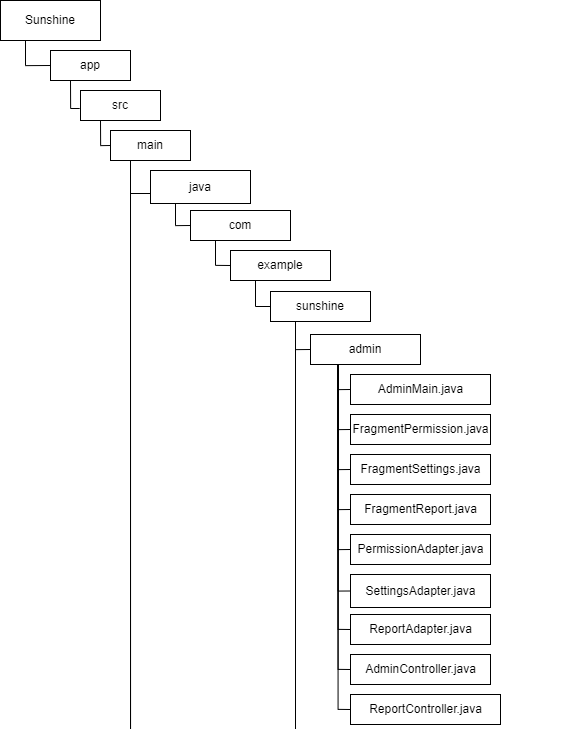 Sunshine
app
src
main
java
com
example
sunshine
admin
AdminMain.java
FragmentPermission.java
FragmentSettings.java
FragmentReport.java
PermissionAdapter.java
SettingsAdapter.java
ReportAdapter.java
AdminController.java
ReportController.java